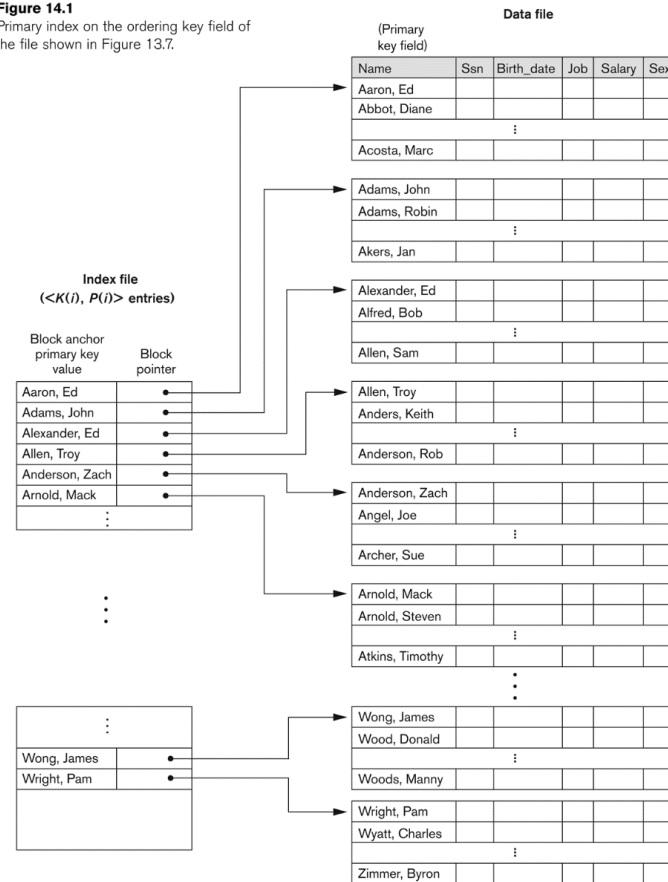 Figure 14.1
Primary index on the ordering key field of
the file shown in Figure 13.7.
Data file
(Primary
key field)
Name Ssn Birth_date Job Salary Sex
Aaron, Ed
Abbot, Diane
⋮
Acosta, Marc
Adams, John
Adams, Robin
⋮
Akers, Jan
Alexander, Ed
Alfred, Bob
⋮
Allen, Sam
Allen, Troy
Anders, Keith
⋮
Anderson, Rob
Anderson, Zach
Angel, Joe
⋮
Archer, Sue
Arnold, Mack
Arnold, Steven
⋮
Atkins, Timothy
⋮
Wong, James
Wood, Donald
⋮
Woods, Manny
Wright, Pam
Wyatt, Charles
⋮
Zimmer, Byron
Index file
(<K(i), P(i)> entries)
Block anchor
primary key
value
Block
pointer
Aaron, Ed
Adams, John
Alexander, Ed
Allen, Troy
Anderson, Zach
Arnold, Mack
⋮
⋮
⋮
Wong, James
Wright, Pam